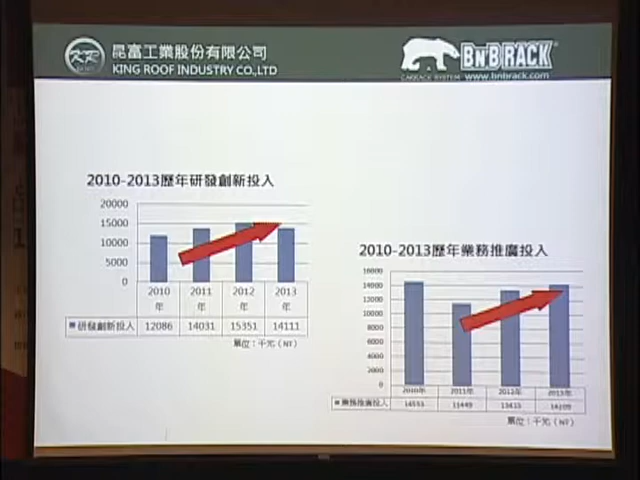 昆富工業股份有限公司
KING ROOF INDUSTRY CO.,LTD
BNB RACK
CARRACK SYSTEM www.bnbrack.com
2010-2013歷年研發創新投入
20000
15000
10000
5000
0
2010年 2011年 2012年 2013年
研發創新投入 12086 14031 15351 14111
單位：千元（NT）
2010-2013歷年業務推廣投入
16000
14000
12000
10000
8000
6000
4000
2000
0
2010年 2011年 2012年 2013年
業務推廣投入 11449
單位：千元（NT）